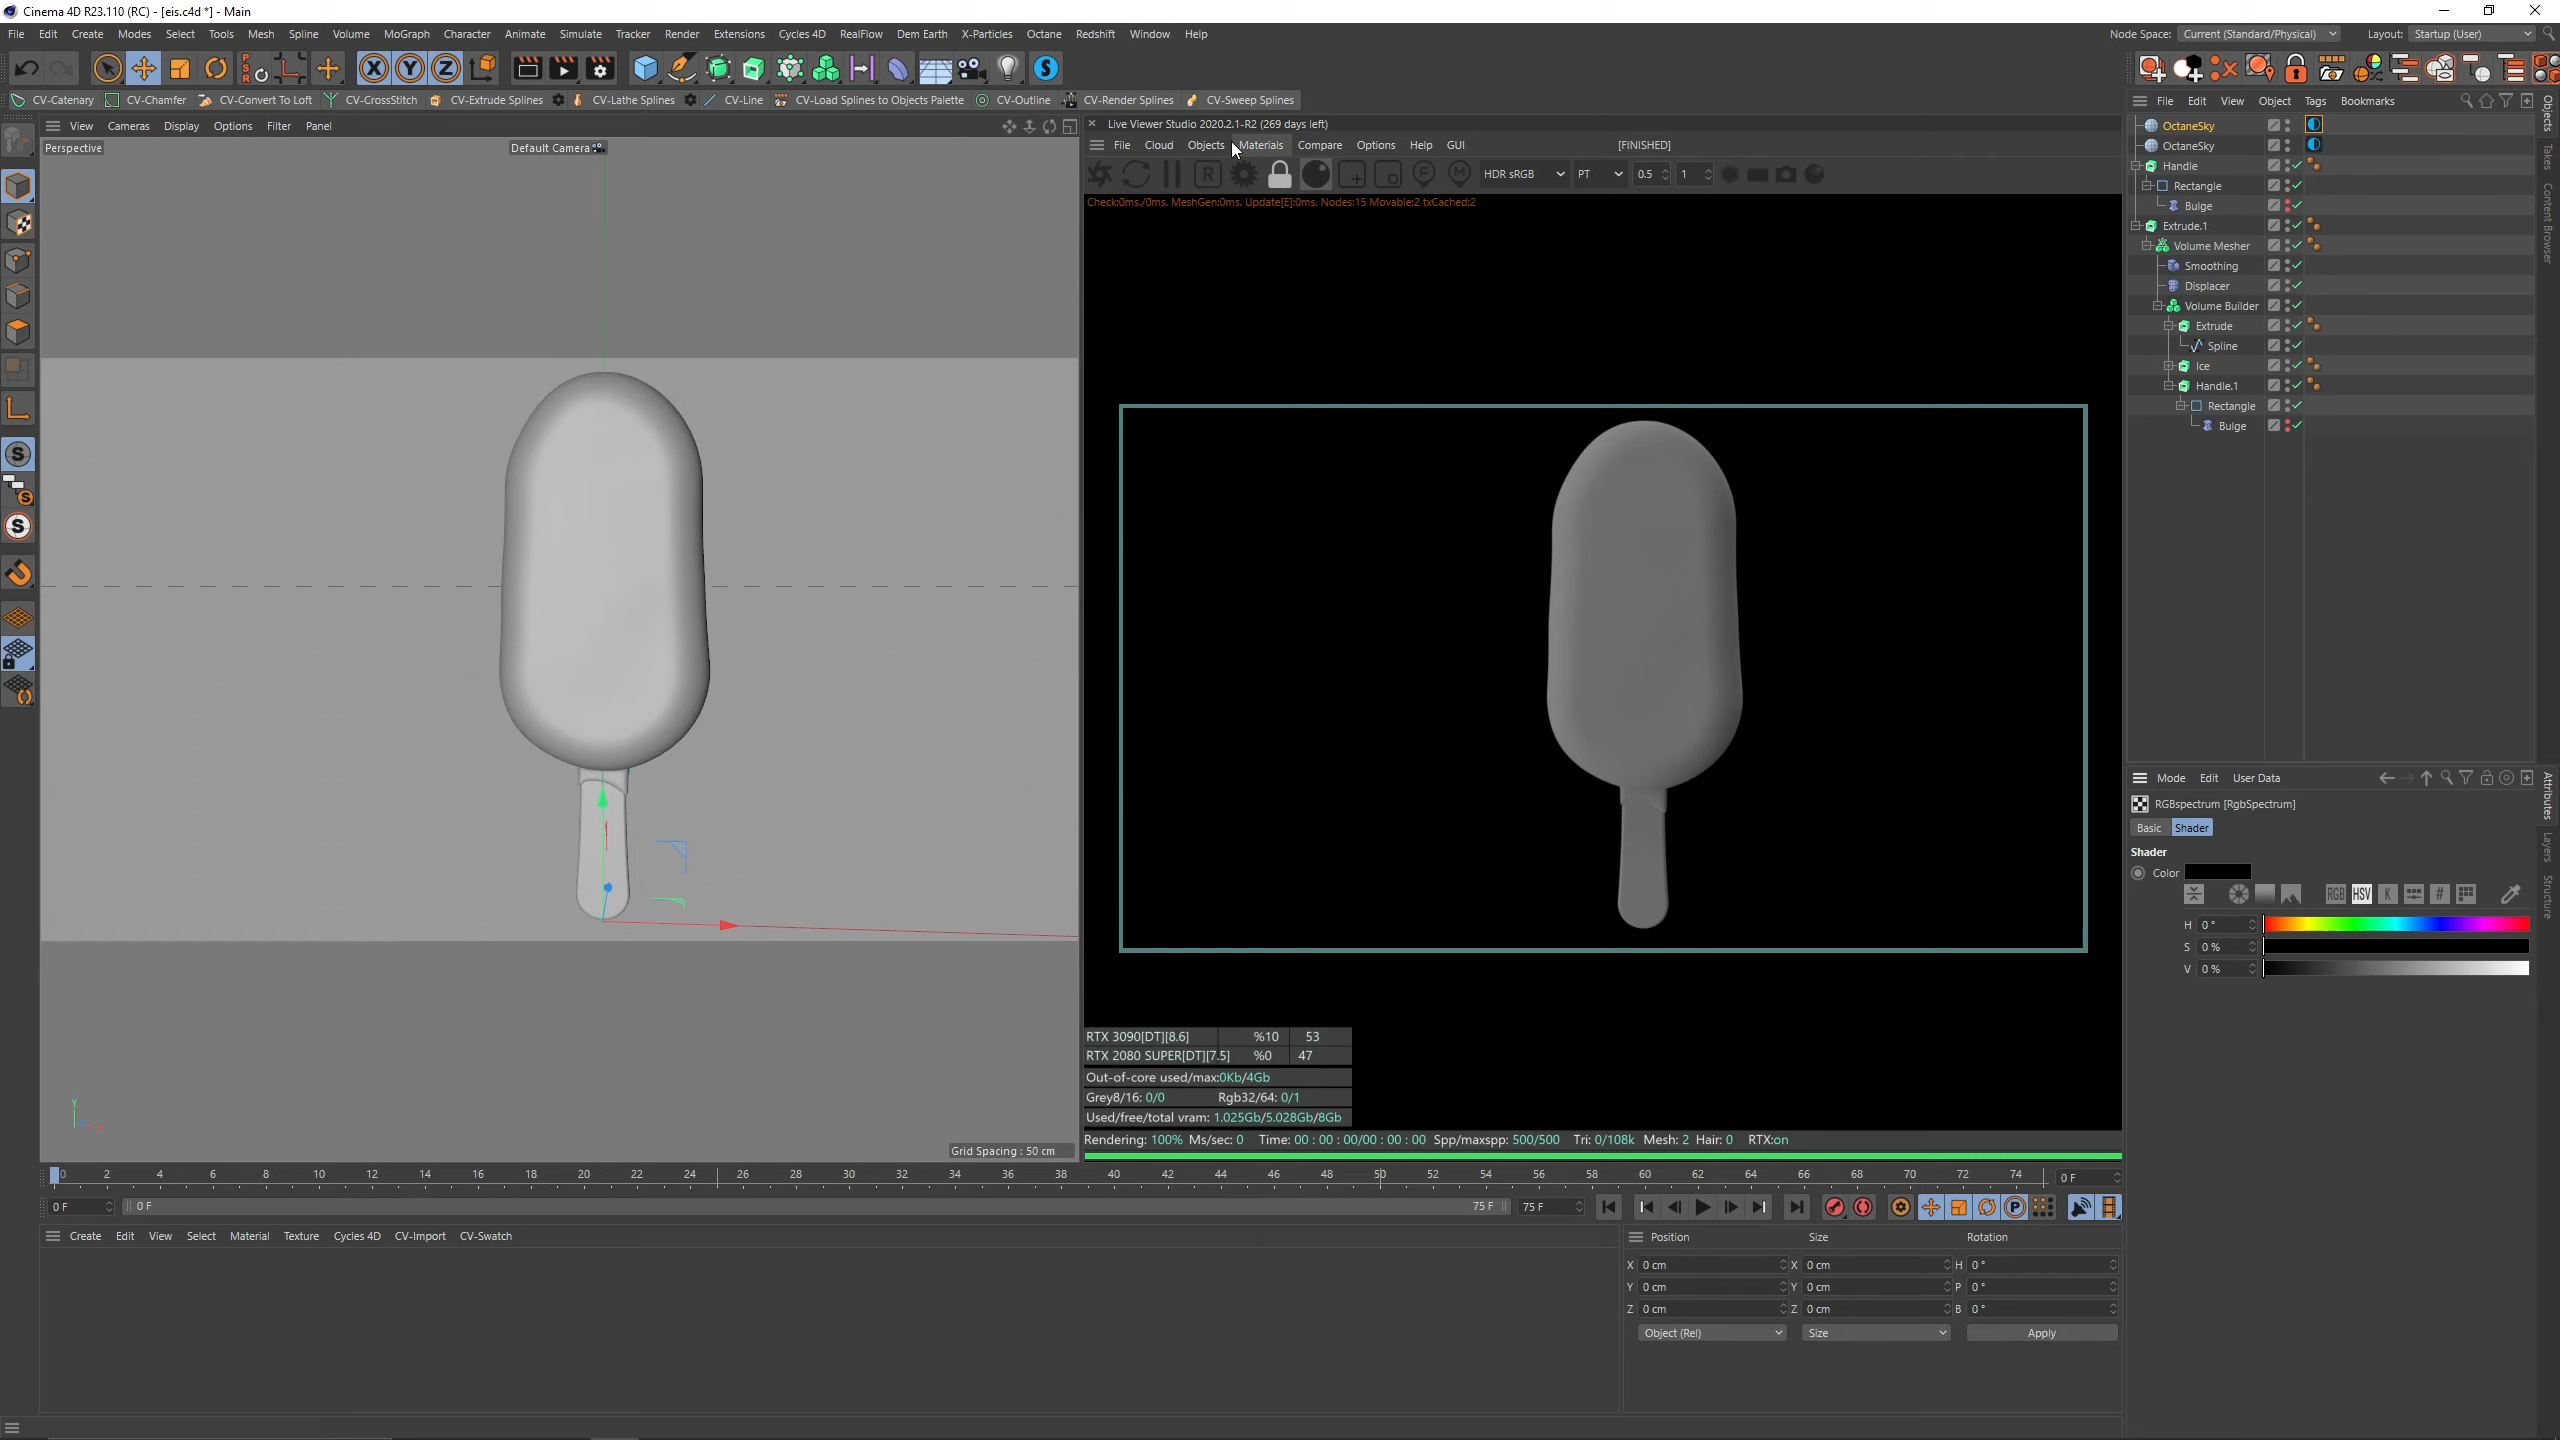 Cinema 4D R23.110 (RC) - [eis.c4d *] - Main
File Edit Create Modes Select Tools Mesh Spline Volume MoGraph Character Animate Simulate Tracker Render Extensions Cycles 4D RealFlow Dem Earth X-Particles Octane Redshift Window Help
Node Space: Current (Standard/Physical) Layout: Startup (User)
CV-Catenary CV-Chamfer CV-Convert To Loft CV-CrossStitch CV-Extrude Splines CV-Lathe Splines CV-Line CV-Load Splines to Objects Palette CV-Outline CV-Render Splines CV-Sweep Splines
View Cameras Display Options Filter Panel
Perspective
Default Camera
Grid Spacing : 50 cm
Live Viewer Studio 2020.2.1-R2 (269 days left)
File Cloud Objects Materials Compare Options Help GUI [FINISHED]
HDR sRGB PT 0.5 1
Check:0ms./0ms. MeshGen:0ms. Update[E]:0ms. Nodes:15 Movable:2 txCached:2
RTX 3090[DT][8.6] %10 53
RTX 2080 SUPER[DT][7.5] %0 47
Out-of-core used/max:0Kb/4Gb
Grey8/16: 0/0 Rgb32/64: 0/1
Used/free/total vram: 1.025Gb/5.028Gb/8Gb
Rendering: 100% Ms/sec: 0 Time: 00 : 00 : 00/00 : 00 : 00 Spp/maxspp: 500/500 Tri: 0/108k Mesh: 2 Hair: 0 RTX:on
File Edit View Object Tags Bookmarks
OctaneSky
OctaneSky
Handle
Rectangle
Bulge
Extrude.1
Volume Mesher
Smoothing
Displacer
Volume Builder
Extrude
Spline
Ice
Handle.1
Rectangle
Bulge
Objects
Takes
Content Browser
Mode Edit User Data
RGBspectrum [RgbSpectrum]
Basic Shader
Shader
Color
RGB HSV K #
H 0 °
S 0 %
V 0 %
Attributes
Layers
Structure
0 2 4 6 8 10 12 14 16 18 20 22 24 26 28 30 32 34 36 38 40 42 44 46 48 50 52 54 56 58 60 62 64 66 68 70 72 74 0 F
0 F 0 F 75 F 75 F
Create Edit View Select Material Texture Cycles 4D CV-Import CV-Swatch
Position Size Rotation
X 0 cm X 0 cm H 0 °
Y 0 cm Y 0 cm P 0 °
Z 0 cm Z 0 cm B 0 °
Object (Rel) Size Apply